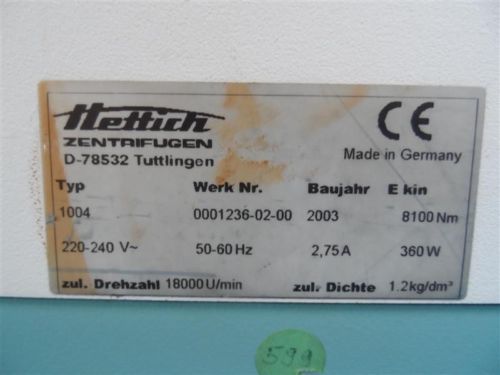 Hettich
ZENTRIFUGEN
D-78532 Tuttlingen
CE
Made in Germany
Typ Werk Nr. Baujahr E kin
1004 0001236-02-00 2003 8100 Nm
220-240 V~ 50-60 Hz 2,75 A 360 W
zul. Drehzahl 18000 U/min zul. Dichte 1.2kg/dm³
599